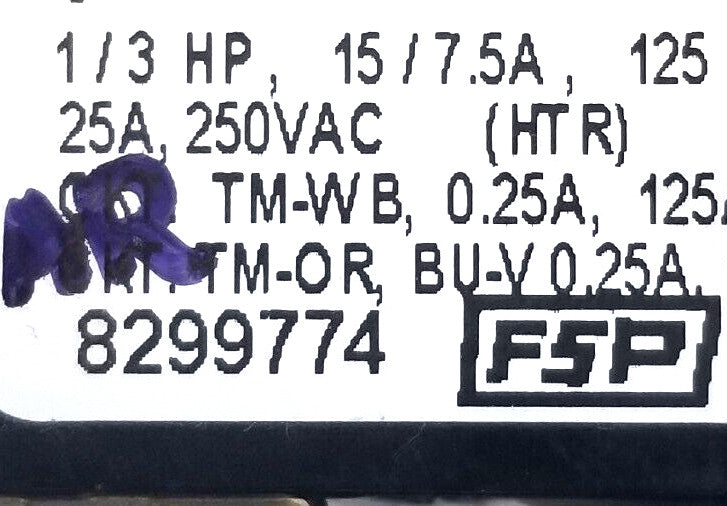 1/3 HP, 15/7.5A, 125
25A, 250VAC (HTR)
TM-WB, 0.25A, 125
TM-OR, BU-V 0.25A,
8299774 FSP